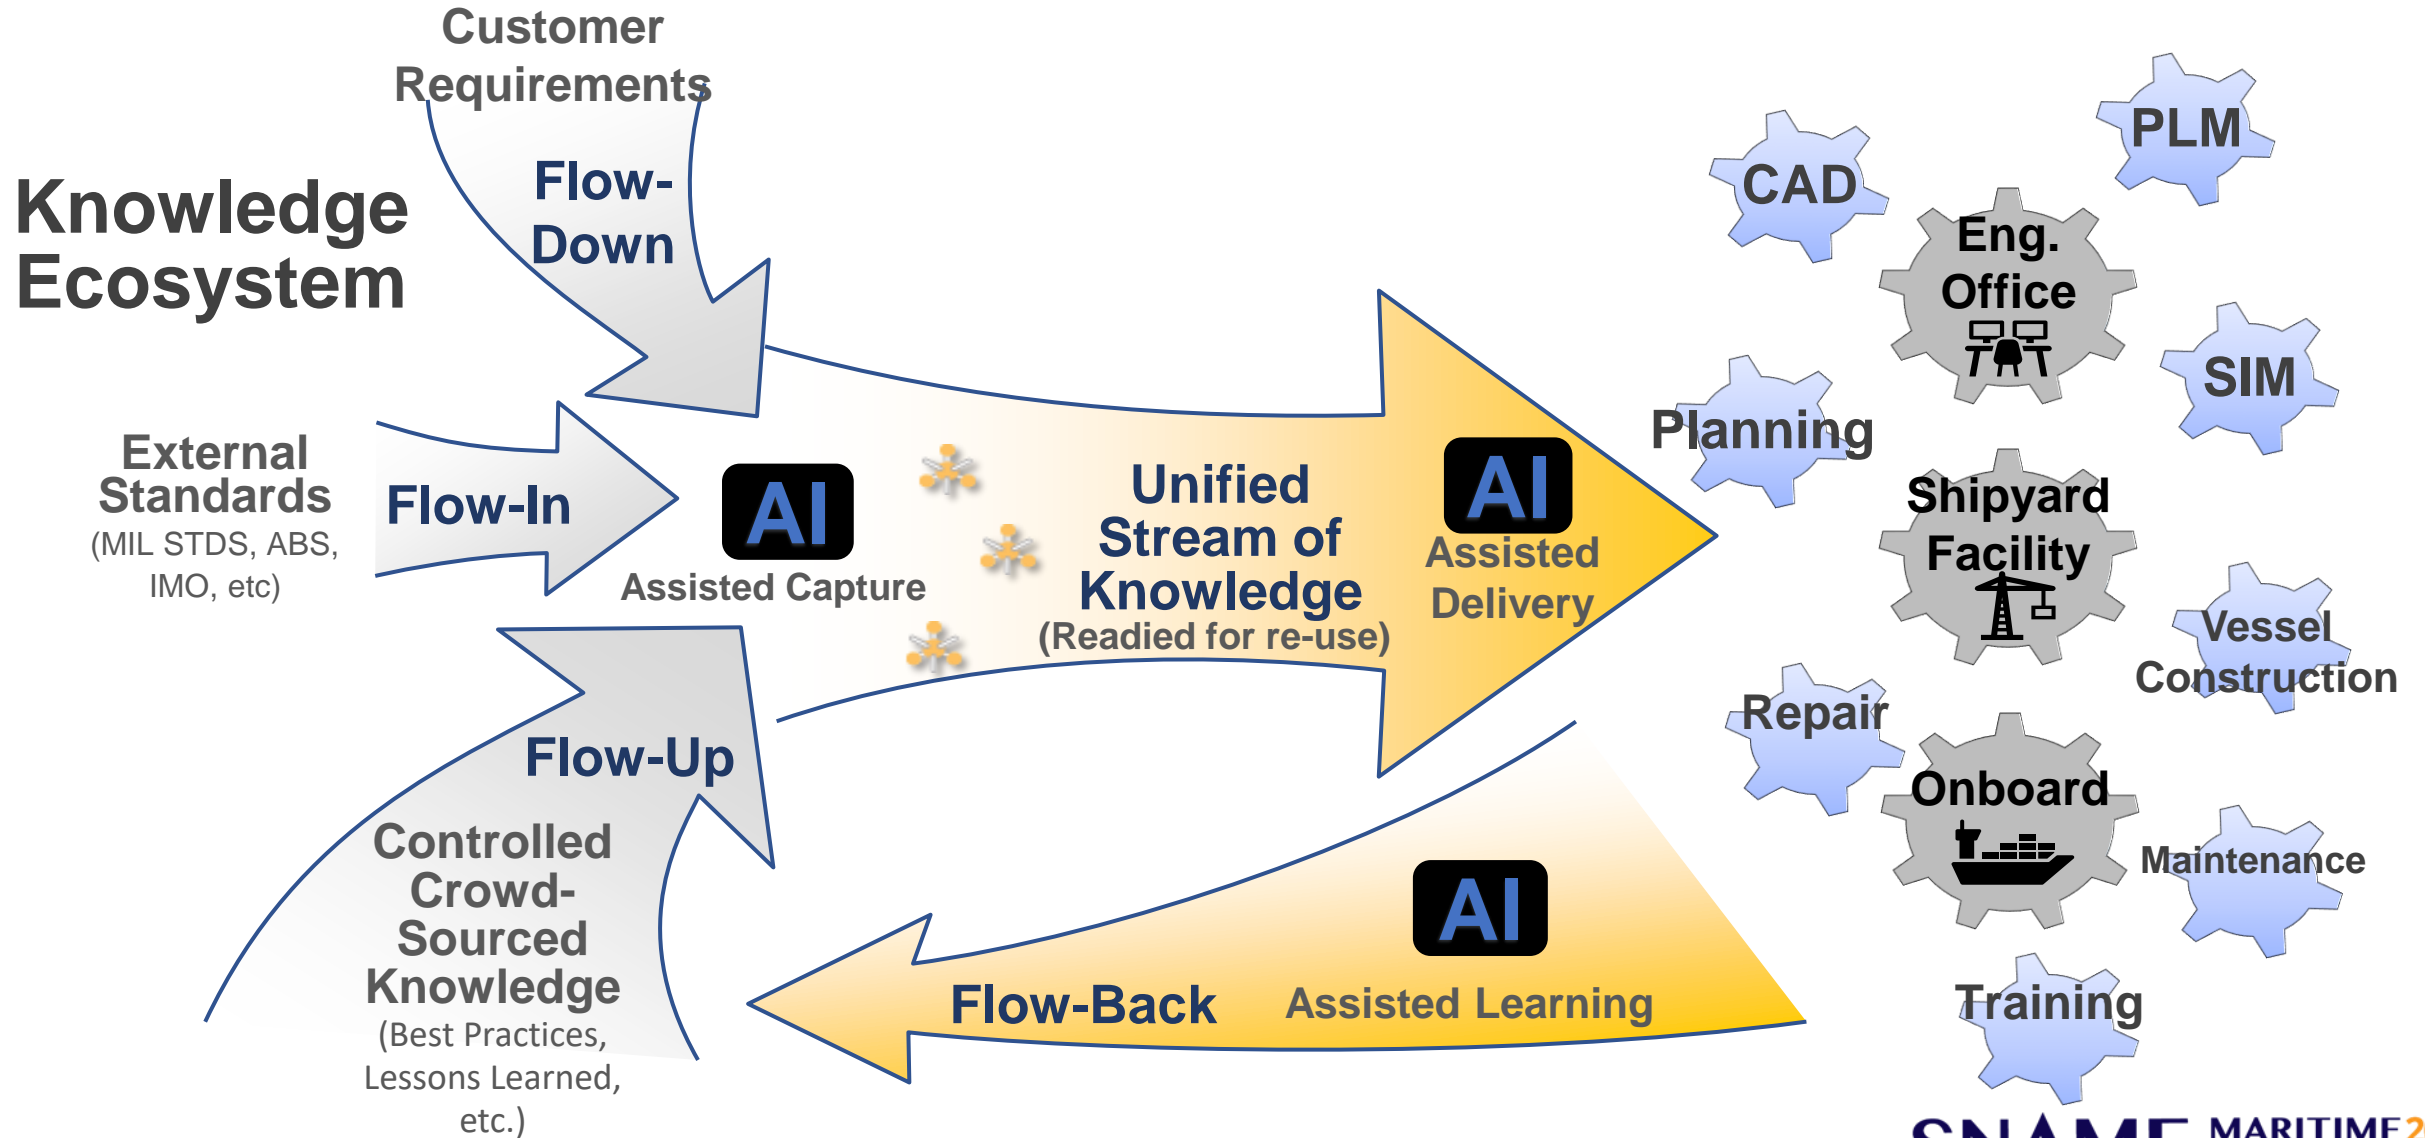 Customer
Requirements
Knowledge
Ecosystem
Flow-
Down
External
Standards
(MIL STDS, ABS,
IMO, etc)
Flow-In
AI
Assisted Capture
Flow-Up
Controlled
Crowd-
Sourced
Knowledge
(Best Practices,
Lessons Learned,
etc.)
Unified
Stream of
Knowledge
(Readied for re-use)
AI
Assisted
Delivery
AI
Flow-Back
Assisted Learning
CAD
PLM
Eng.
Office
SIM
Planning
Shipyard
Facility
Vessel
Construction
Repair
Onboard
Maintenance
Training
SNAME MARITIME